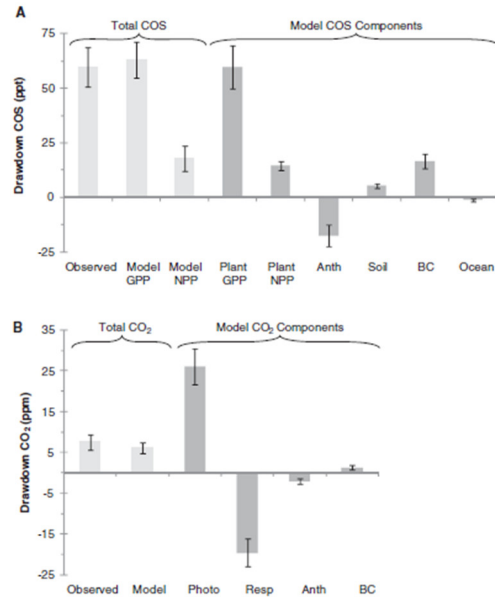 A
Total COS
Model COS Components
75
50
25
0
-25
Drawdown COS (ppt)
Observed
Model GPP
Model NPP
Plant GPP
Plant NPP
Anth
Soil
BC
Ocean
B
Total CO₂
Model CO₂ Components
35
25
15
5
-5
-15
-25
Drawdown CO₂ (ppm)
Observed
Model
Photo
Resp
Anth
BC